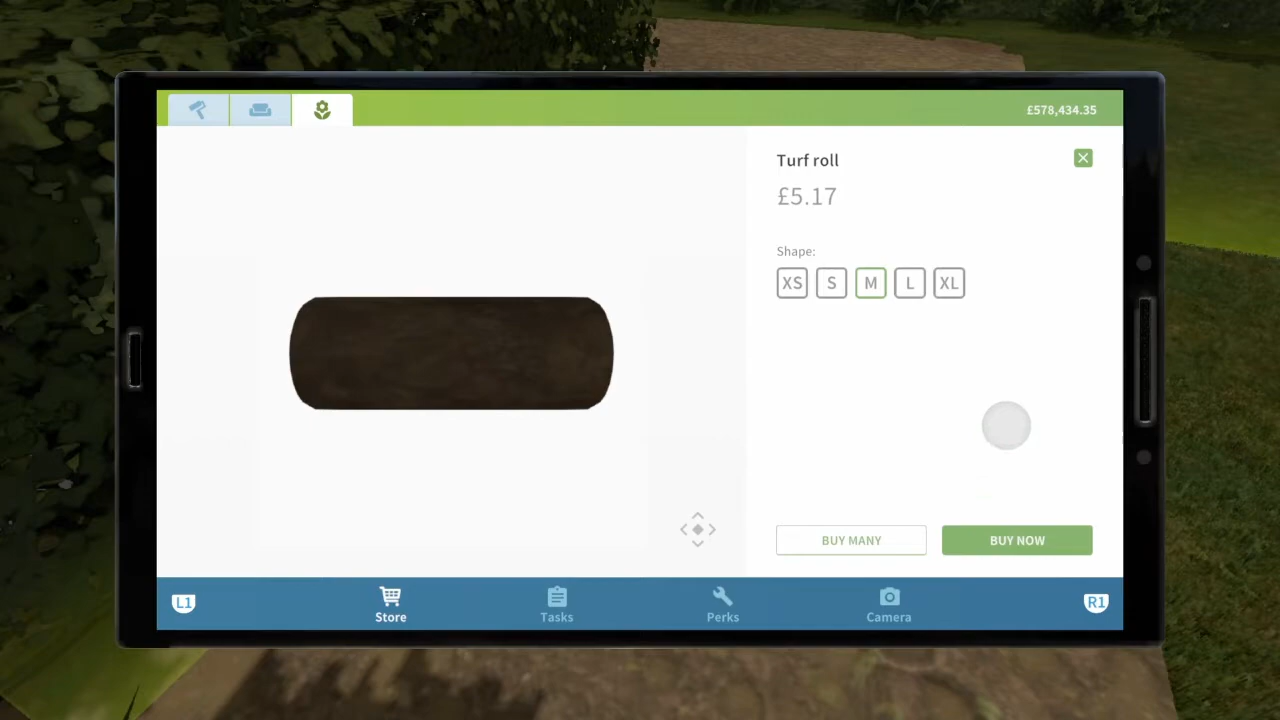 £578,434.35
Turf roll
£5.17
Shape:
XS S M L XL
BUY MANY BUY NOW
L1 Store Tasks Perks Camera R1